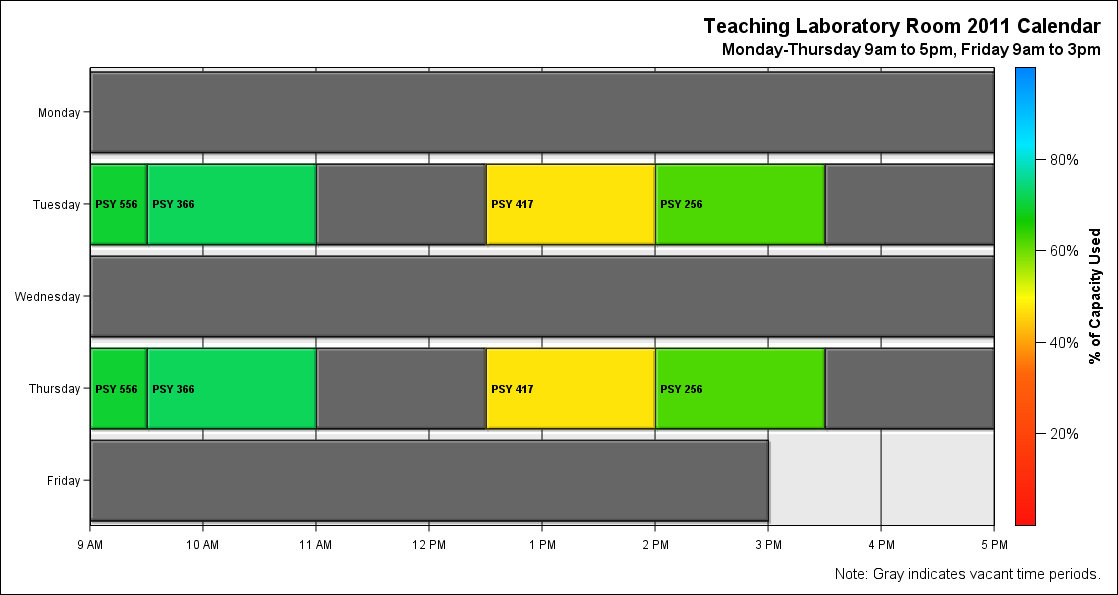 Teaching Laboratory Room 2011 Calendar
Monday-Thursday 9am to 5pm, Friday 9am to 3pm
Monday
Tuesday
PSY 556
PSY 366
PSY 417
PSY 256
Wednesday
Thursday
PSY 556
PSY 366
PSY 417
PSY 256
Friday
9 AM
10 AM
11 AM
12 PM
1 PM
2 PM
3 PM
4 PM
5 PM
80%
60%
40%
20%
% of Capacity Used
Note: Gray indicates vacant time periods.